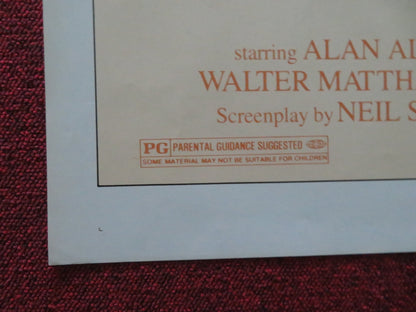 starring ALAN AL
WALTER MATTHA
Screenplay by NEIL S
PG PARENTAL GUIDANCE SUGGESTED
SOME MATERIAL MAY NOT BE SUITABLE FOR CHILDREN